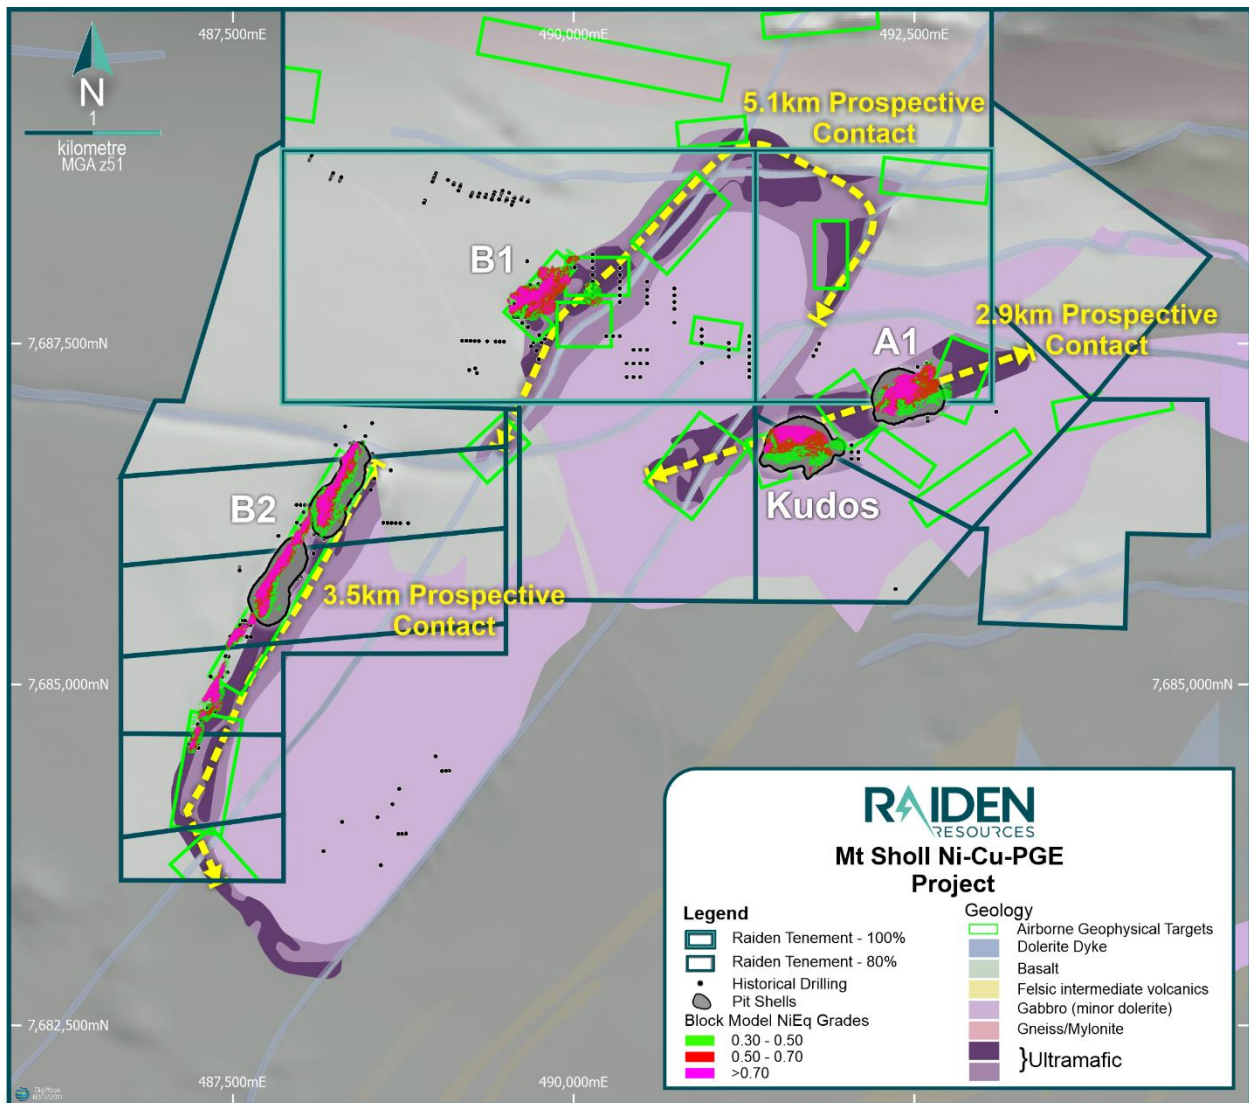 487,500mE
490,000mE
492,500mE
N
1
kilometre
MGA z51
5.1km Prospective
Contact
B1
2.9km Prospective
Contact
A1
7,687,500mN
B2
Kudos
3.5km Prospective
Contact
7,685,000mN
7,685,000mN
7,682,500mN
487,500mE
490,000mE
RAIDEN
RESOURCES
Mt Sholl Ni-Cu-PGE
Project
Legend
Raiden Tenement - 100%
Raiden Tenement - 80%
Historical Drilling
Pit Shells
Block Model NiEq Grades
0.30 - 0.50
0.50 - 0.70
>0.70
Geology
Airborne Geophysical Targets
Dolerite Dyke
Basalt
Felsic intermediate volcanics
Gabbro (minor dolerite)
Gneiss/Mylonite
}Ultramafic